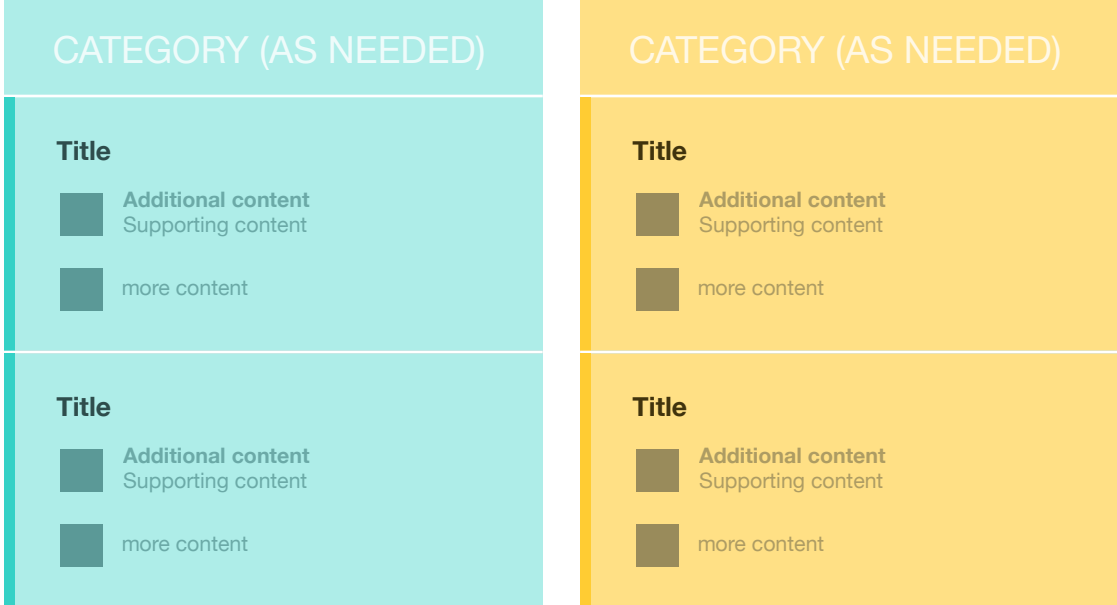 CATEGORY (AS NEEDED)
Title
Additional content
Supporting content
more content
Title
Additional content
Supporting content
more content
CATEGORY (AS NEEDED)
Title
Additional content
Supporting content
more content
Title
Additional content
Supporting content
more content